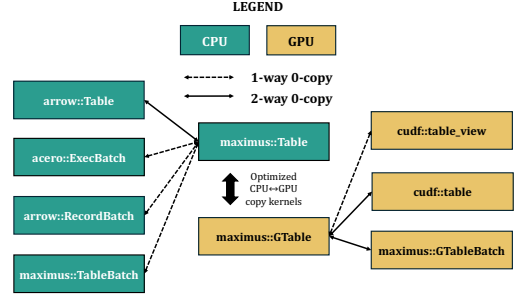 LEGEND
CPU
GPU
1-way 0-copy
2-way 0-copy
arrow::Table
acero::ExecBatch
arrow::RecordBatch
maximus::TableBatch
maximus::Table
Optimized
CPU↔GPU
copy kernels
maximus::GTable
cudf::table_view
cudf::table
maximus::GTableBatch